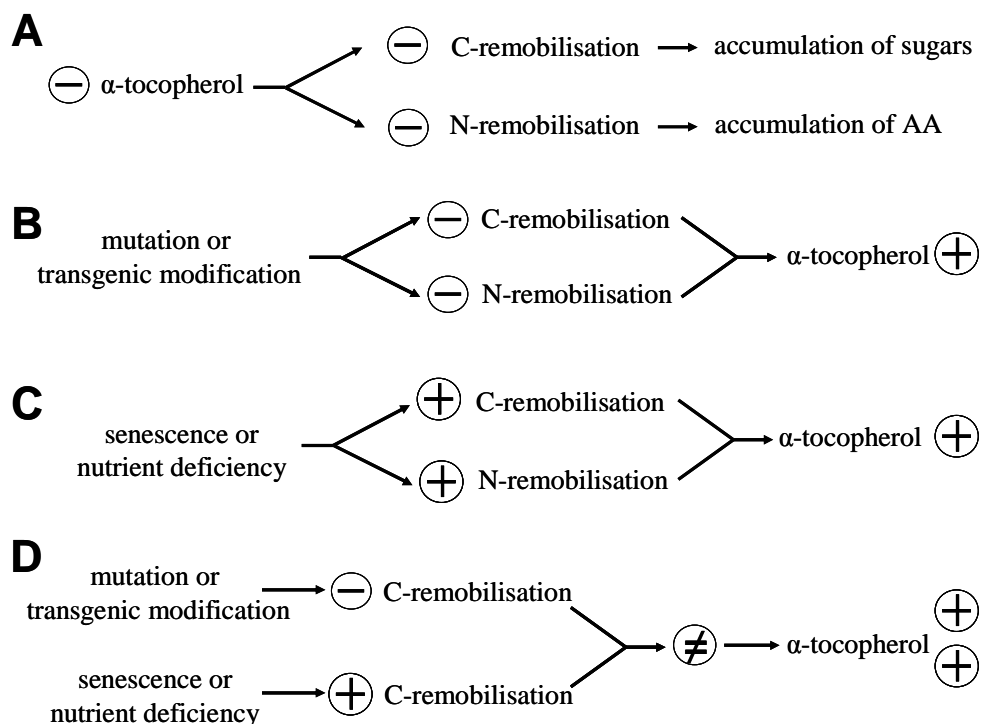 A
⊖ α-tocopherol
⊖ C-remobilisation
accumulation of sugars
⊖ N-remobilisation
accumulation of AA
B
mutation or
transgenic modification
⊖ C-remobilisation
⊖ N-remobilisation
α-tocopherol ⊕
C
senescence or
nutrient deficiency
⊕ C-remobilisation
⊕ N-remobilisation
α-tocopherol ⊕
D
mutation or
transgenic modification
⊖ C-remobilisation
senescence or
nutrient deficiency
⊕ C-remobilisation
≠
α-tocopherol ⊕
⊕